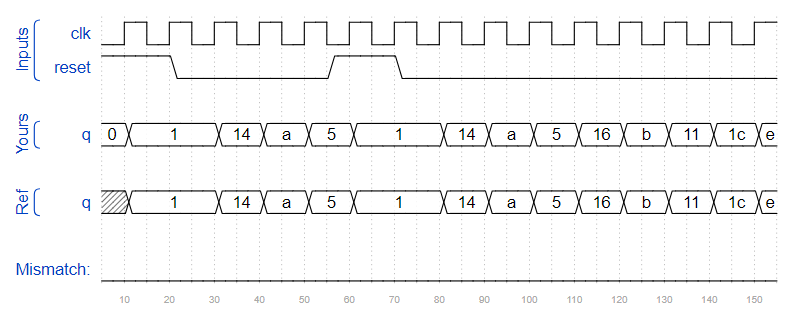 Inputs
clk
reset
Yours
q 0 1 14 a 5 1 14 a 5 16 b 11 1c e
Ref
q 1 14 a 5 1 14 a 5 16 b 11 1c e
Mismatch:
10 20 30 40 50 60 70 80 90 100 110 120 130 140 150